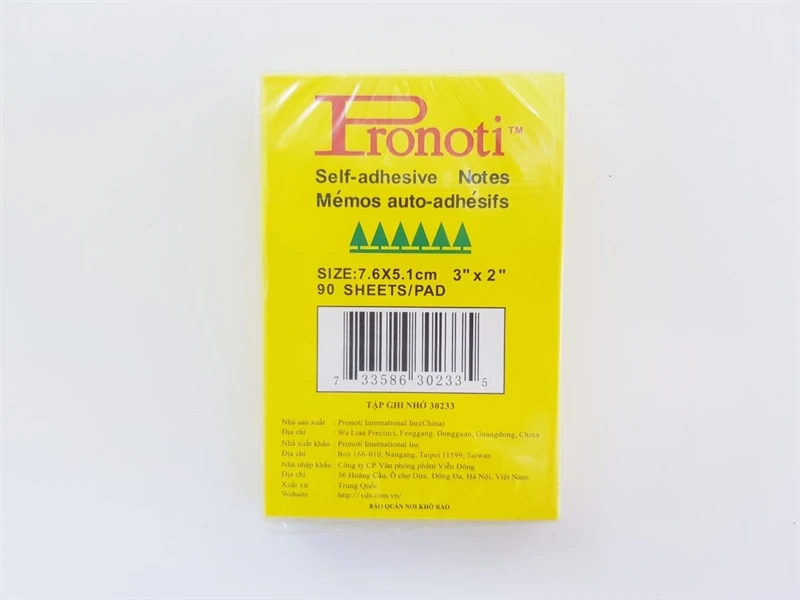 Pronoti™
Self-adhesive Notes
Mémos auto-adhésifs
SIZE:7.6X5.1cm 3" x 2"
90 SHEETS/PAD
7 33586 30233 5
TẬP GHI NHỚ 30233
Nhà sản xuất : Pronoti International Inc(China)
Địa chỉ : Wu Lian Precinct, Fenggang, Dongguan, Guangdong, China
Nhà xuất khẩu : Pronoti International Inc
Địa chỉ : Box 166-010, Nangang, Taipei 11599, Taiwan
Nhà nhập khẩu : Công ty CP Văn phòng phẩm Viễn Đông
Địa chỉ : 36 Hoàng Cầu, Ô chợ Dừa, Đống Đa, Hà Nội, Việt Nam.
Xuất xứ : Trung Quốc
Website : http://vds.com.vn/
BẢO QUẢN NƠI KHÔ RÁO